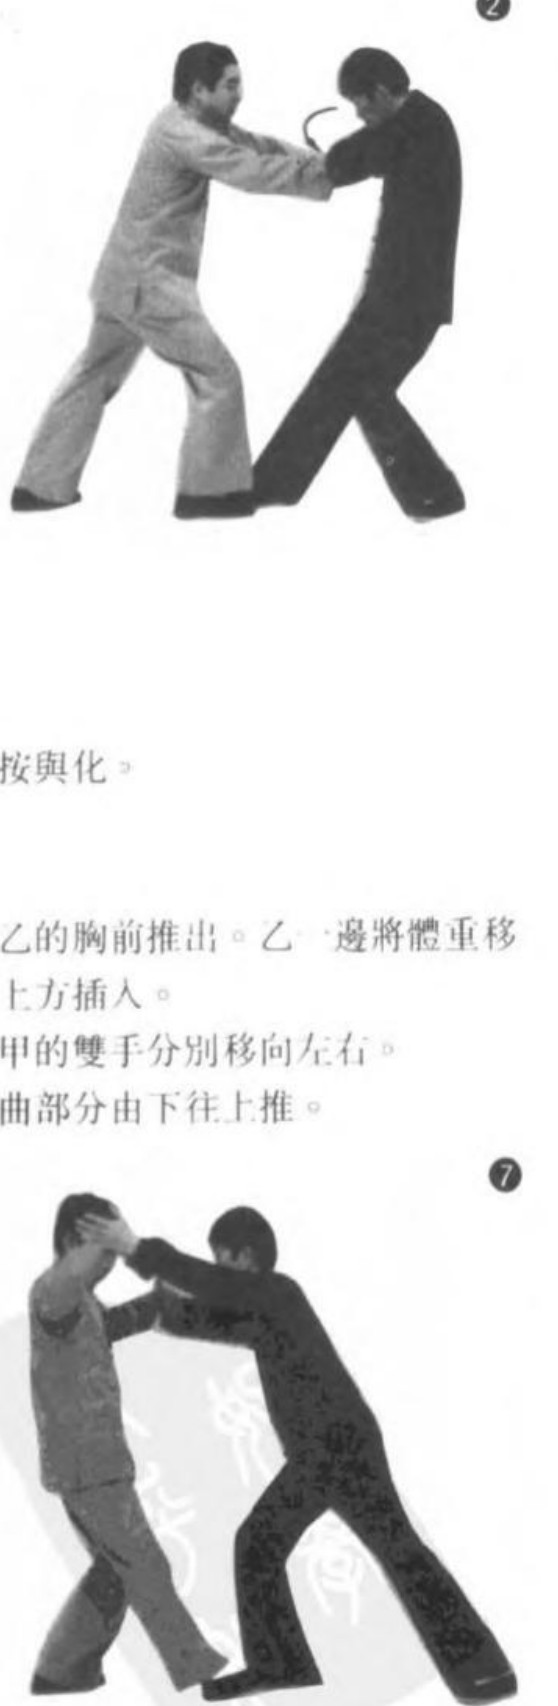 ❷
按與化。
乙的胸前推出。乙一邊將體重移
上方插入。
甲的雙手分別移向左右。
曲部分由下往上推。
❼